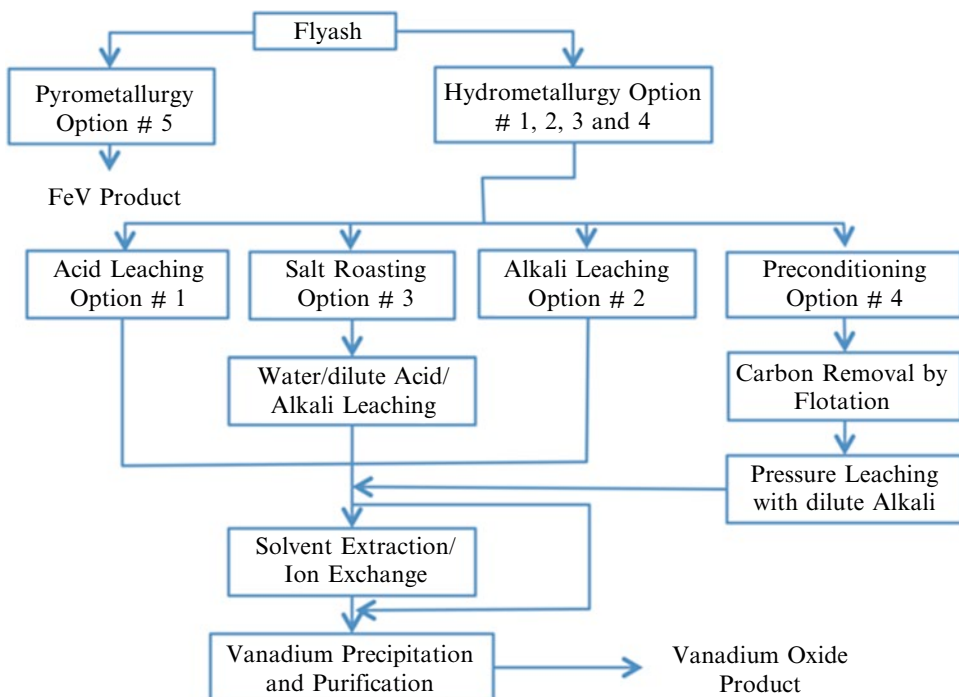 Flyash
Pyrometallurgy
Option # 5
Hydrometallurgy Option
# 1, 2, 3 and 4
FeV Product
Acid Leaching
Option # 1
Salt Roasting
Option # 3
Alkali Leaching
Option # 2
Preconditioning
Option # 4
Water/dilute Acid/
Alkali Leaching
Carbon Removal by
Flotation
Pressure Leaching
with dilute Alkali
Solvent Extraction/
Ion Exchange
Vanadium Precipitation
and Purification
Vanadium Oxide
Product